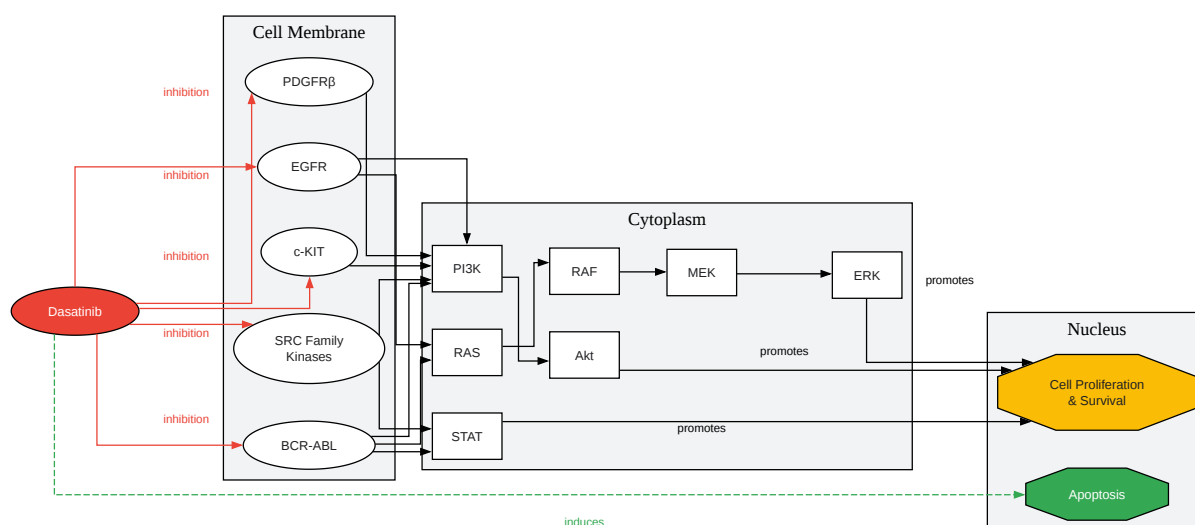 Cell Membrane
PDGFRβ
inhibition
EGFR
inhibition
Cytoplasm
c-KIT
inhibition
PI3K
RAF
MEK
ERK
promotes
Dasatinib
inhibition
SRC Family
Kinases
RAS
Akt
promotes
Nucleus
Cell Proliferation
& Survival
inhibition
BCR-ABL
STAT
promotes
Apoptosis
induces